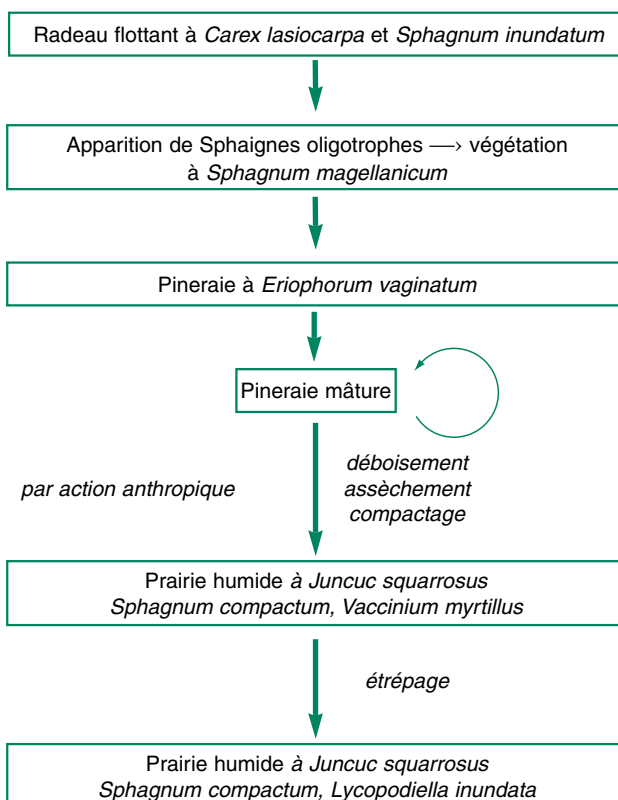 Radeau flottant à Carex lasiocarpa et Sphagnum inundatum
Apparition de Sphaignes oligotrophes —> végétation
à Sphagnum magellanicum
Pineraie à Eriophorum vaginatum
Pineraie mâture
par action anthropique
déboisement
assèchement
compactage
Prairie humide à Juncuc squarrosus
Sphagnum compactum, Vaccinium myrtillus
étrépage
Prairie humide à Juncuc squarrosus
Sphagnum compactum, Lycopodiella inundata